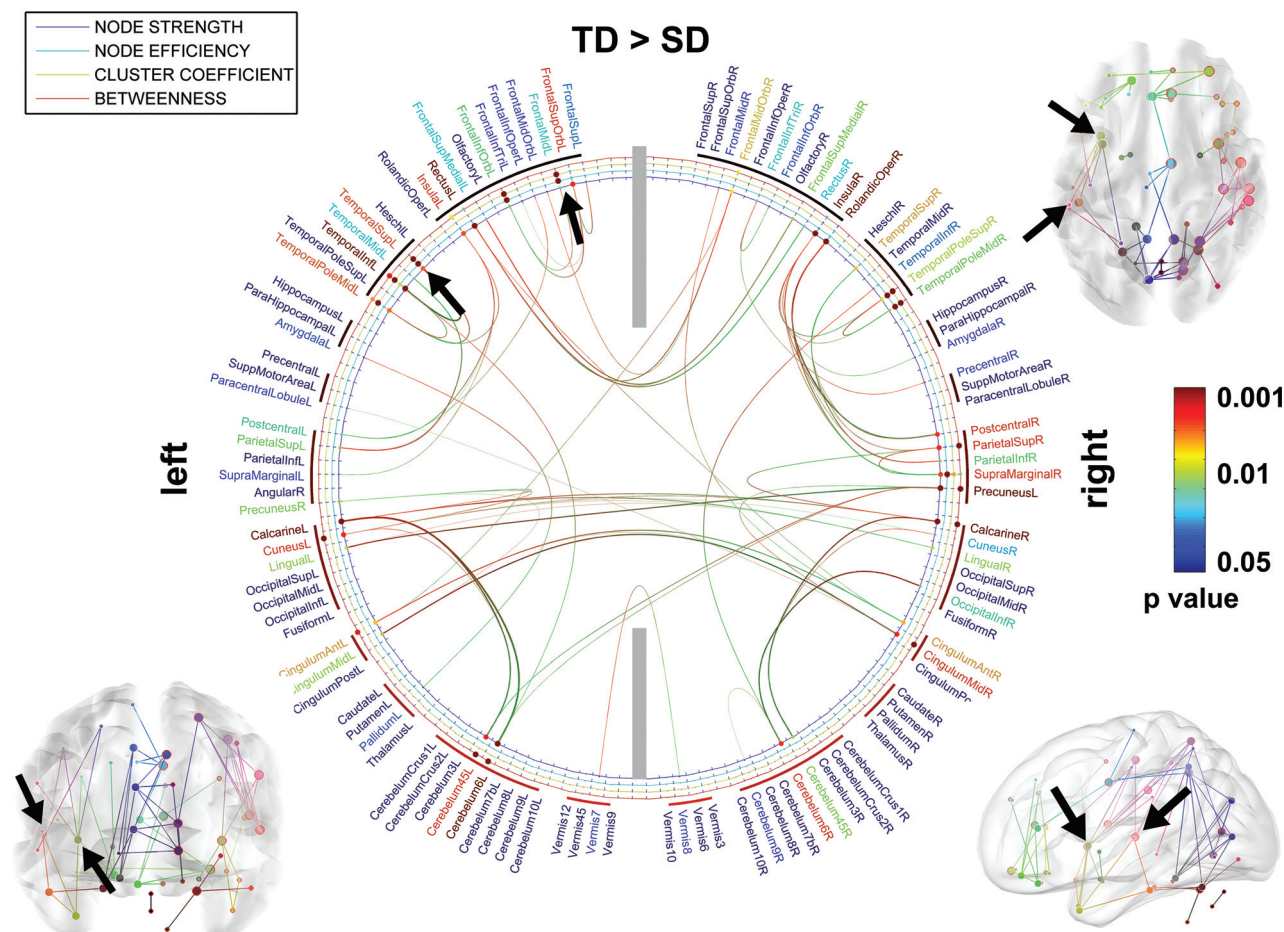 NODE STRENGTH
NODE EFFICIENCY
CLUSTER COEFFICIENT
BETWEENNESS
TD > SD
left
right
FrontalSupL
FrontalSupOrbL
FrontalMidL
FrontalMidOrbL
FrontalInfOperL
FrontalInfTriL
FrontalInfOrbL
OlfactoryL
FrontalSupMedialL
RectusL
InsulaL
RolandicOperL
HeschlL
TemporalSupL
TemporalMidL
TemporalInfL
TemporalPoleSupL
TemporalPoleMidL
HippocampusL
ParaHippocampalL
AmygdalaL
PrecentralL
SuppMotorAreaL
ParacentralLobuleL
PostcentralL
ParietalSupL
ParietalInfL
SupraMarginalL
AngularR
PrecuneusR
CalcarineL
CuneusL
LingualL
OccipitalSupL
OccipitalMidL
OccipitalInfL
FusiformL
CingulumAntL
CingulumMidL
CingulumPostL
CaudateL
PutamenL
PallidumL
ThalamusL
CerebelumCrus1L
CerebelumCrus2L
Cerebelum3L
Cerebelum45L
Cerebelum6L
Cerebelum7bL
Cerebelum8L
Cerebelum9L
Cerebelum10L
Vermis12
Vermis45
Vermis7
Vermis9
FrontalSupR
FrontalSupOrbR
FrontalMidR
FrontalMidOrbR
FrontalInfOperR
FrontalInfTriR
FrontalInfOrbR
OlfactoryR
FrontalSupMedialR
RectusR
InsulaR
RolandicOperR
HeschlR
TemporalSupR
TemporalMidR
TemporalInfR
TemporalPoleSupR
TemporalPoleMidR
HippocampusR
ParaHippocampalR
AmygdalaR
PrecentralR
SuppMotorAreaR
ParacentralLobuleR
PostcentralR
ParietalSupR
ParietalInfR
SupraMarginalR
PrecuneusL
CalcarineR
CuneusR
LingualR
OccipitalSupR
OccipitalMidR
OccipitalInfR
FusiformR
CingulumAntR
CingulumMidR
CingulumPo
CaudateR
PutamenR
PallidumR
ThalamusR
CerebelumCrus1R
CerebelumCrus2R
Cerebelum3R
Cerebelum45R
Cerebelum6R
Cerebelum7bR
Cerebelum8R
Cerebelum9R
Cerebelum10R
Vermis3
Vermis6
Vermis8
Vermis10
0.001
0.01
0.05
p value